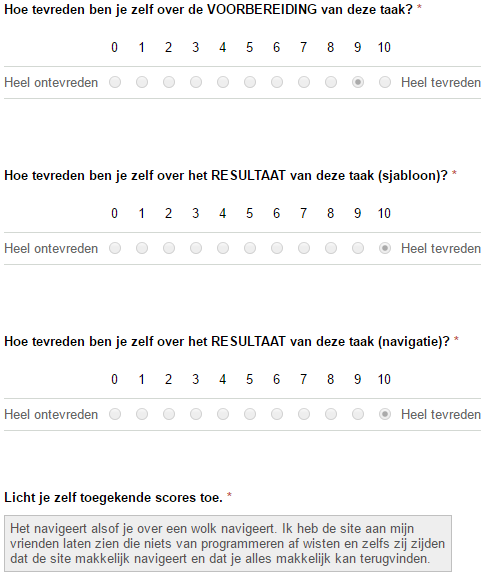 Hoe tevreden ben je zelf over de VOORBEREIDING van deze taak? *
0 1 2 3 4 5 6 7 8 9 10
Heel ontevreden Heel tevreden
Hoe tevreden ben je zelf over het RESULTAAT van deze taak (sjabloon)? *
0 1 2 3 4 5 6 7 8 9 10
Heel ontevreden Heel tevreden
Hoe tevreden ben je zelf over het RESULTAAT van deze taak (navigatie)? *
0 1 2 3 4 5 6 7 8 9 10
Heel ontevreden Heel tevreden
Licht je zelf toegekende scores toe. *
Het navigeert alsof je over een wolk navigeert. Ik heb de site aan mijn
vrienden laten zien die niets van programmeren af wisten en zelfs zij zijden
dat de site makkelijk navigeert en dat je alles makkelijk kan terugvinden.